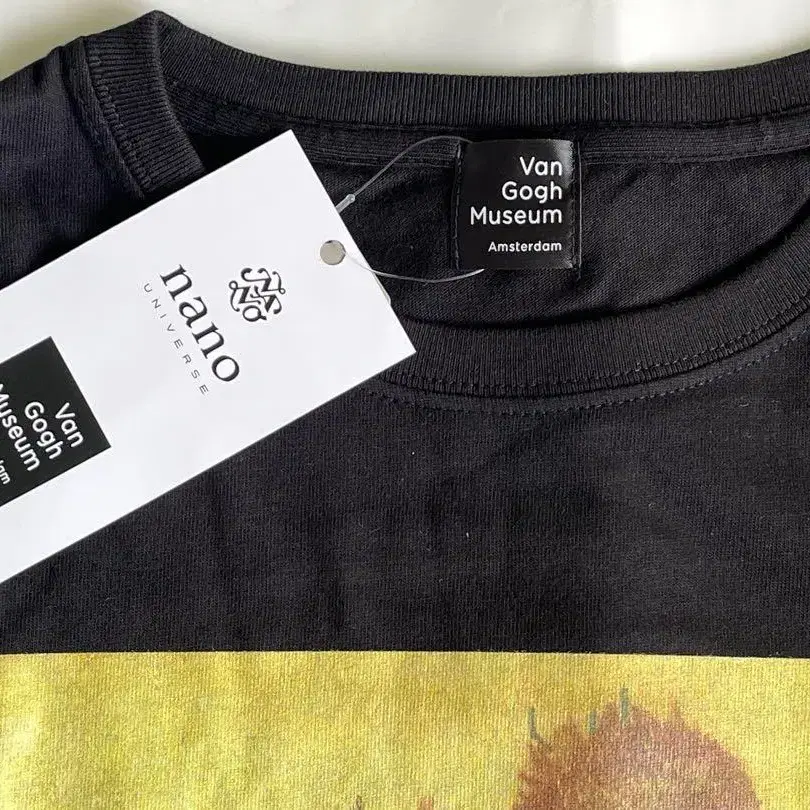 Van
Gogh
Museum
Amsterdam
nano
UNIVERSE
Van
Gogh
Museum